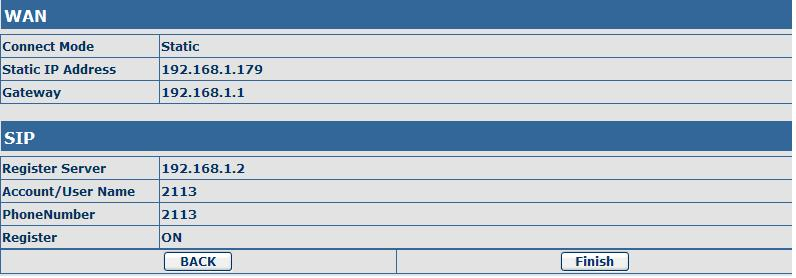 WAN
Connect Mode Static
Static IP Address 192.168.1.179
Gateway 192.168.1.1
SIP
Register Server 192.168.1.2
Account/User Name 2113
PhoneNumber 2113
Register ON
BACK Finish